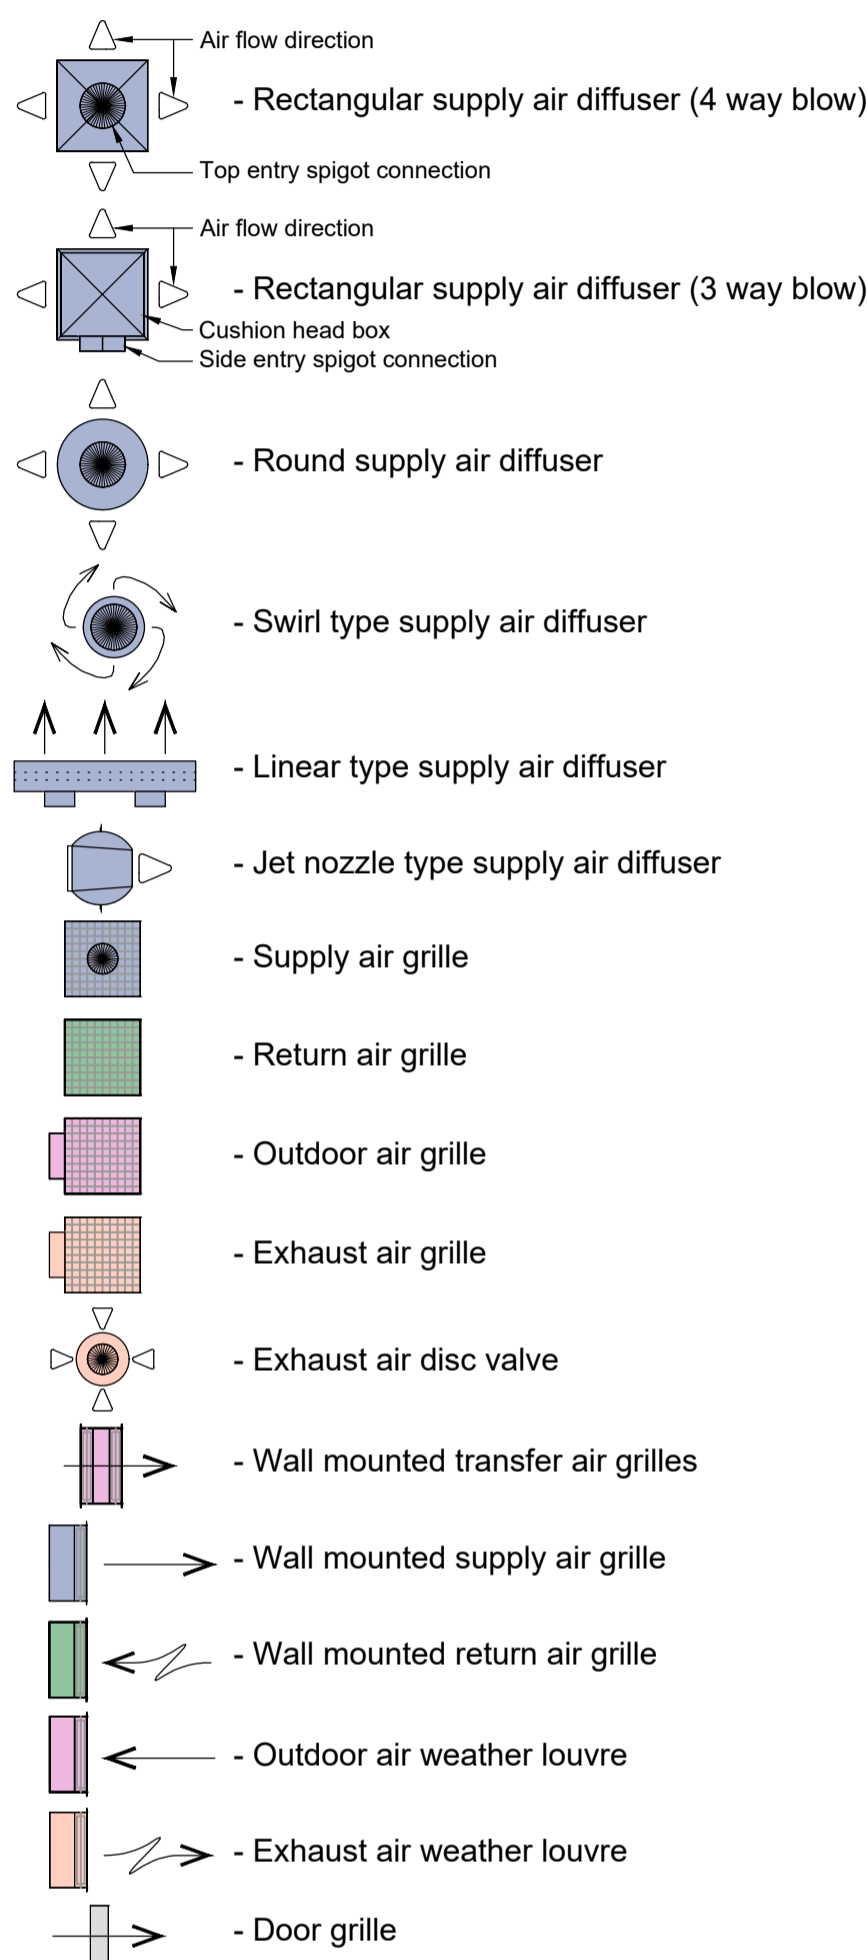 Air flow direction
- Rectangular supply air diffuser (4 way blow)
Top entry spigot connection
Air flow direction
- Rectangular supply air diffuser (3 way blow)
Cushion head box
Side entry spigot connection
- Round supply air diffuser
- Swirl type supply air diffuser
- Linear type supply air diffuser
- Jet nozzle type supply air diffuser
- Supply air grille
- Return air grille
- Outdoor air grille
- Exhaust air grille
- Exhaust air disc valve
- Wall mounted transfer air grilles
- Wall mounted supply air grille
- Wall mounted return air grille
- Outdoor air weather louvre
- Exhaust air weather louvre
- Door grille